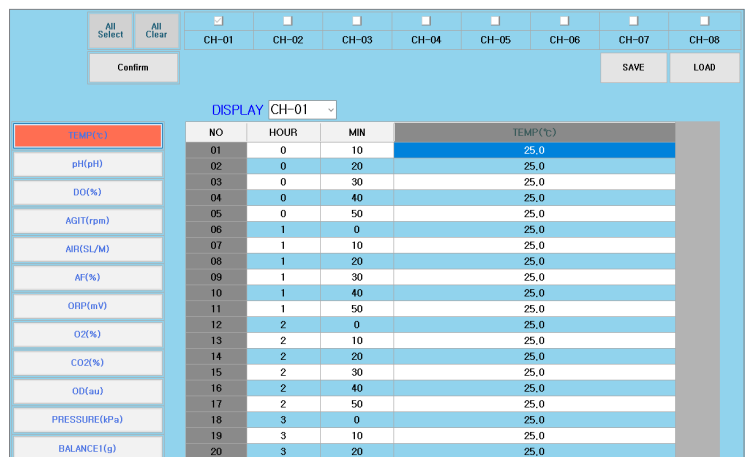 All Select
All Clear
CH-01 CH-02 CH-03 CH-04 CH-05 CH-06 CH-07 CH-08
Confirm
SAVE LOAD
DISPLAY CH-01
TEMP(℃)
pH(pH)
DO(%)
AGIT(rpm)
AIR(SL/M)
AF(%)
ORP(mV)
O2(%)
CO2(%)
OD(au)
PRESSURE(kPa)
BALANCE1(g)
NO HOUR MIN TEMP(℃)
01 0 10 25.0
02 0 20 25.0
03 0 30 25.0
04 0 40 25.0
05 0 50 25.0
06 1 0 25.0
07 1 10 25.0
08 1 20 25.0
09 1 30 25.0
10 1 40 25.0
11 1 50 25.0
12 2 0 25.0
13 2 10 25.0
14 2 20 25.0
15 2 30 25.0
16 2 40 25.0
17 2 50 25.0
18 3 0 25.0
19 3 10 25.0
20 3 20 25.0